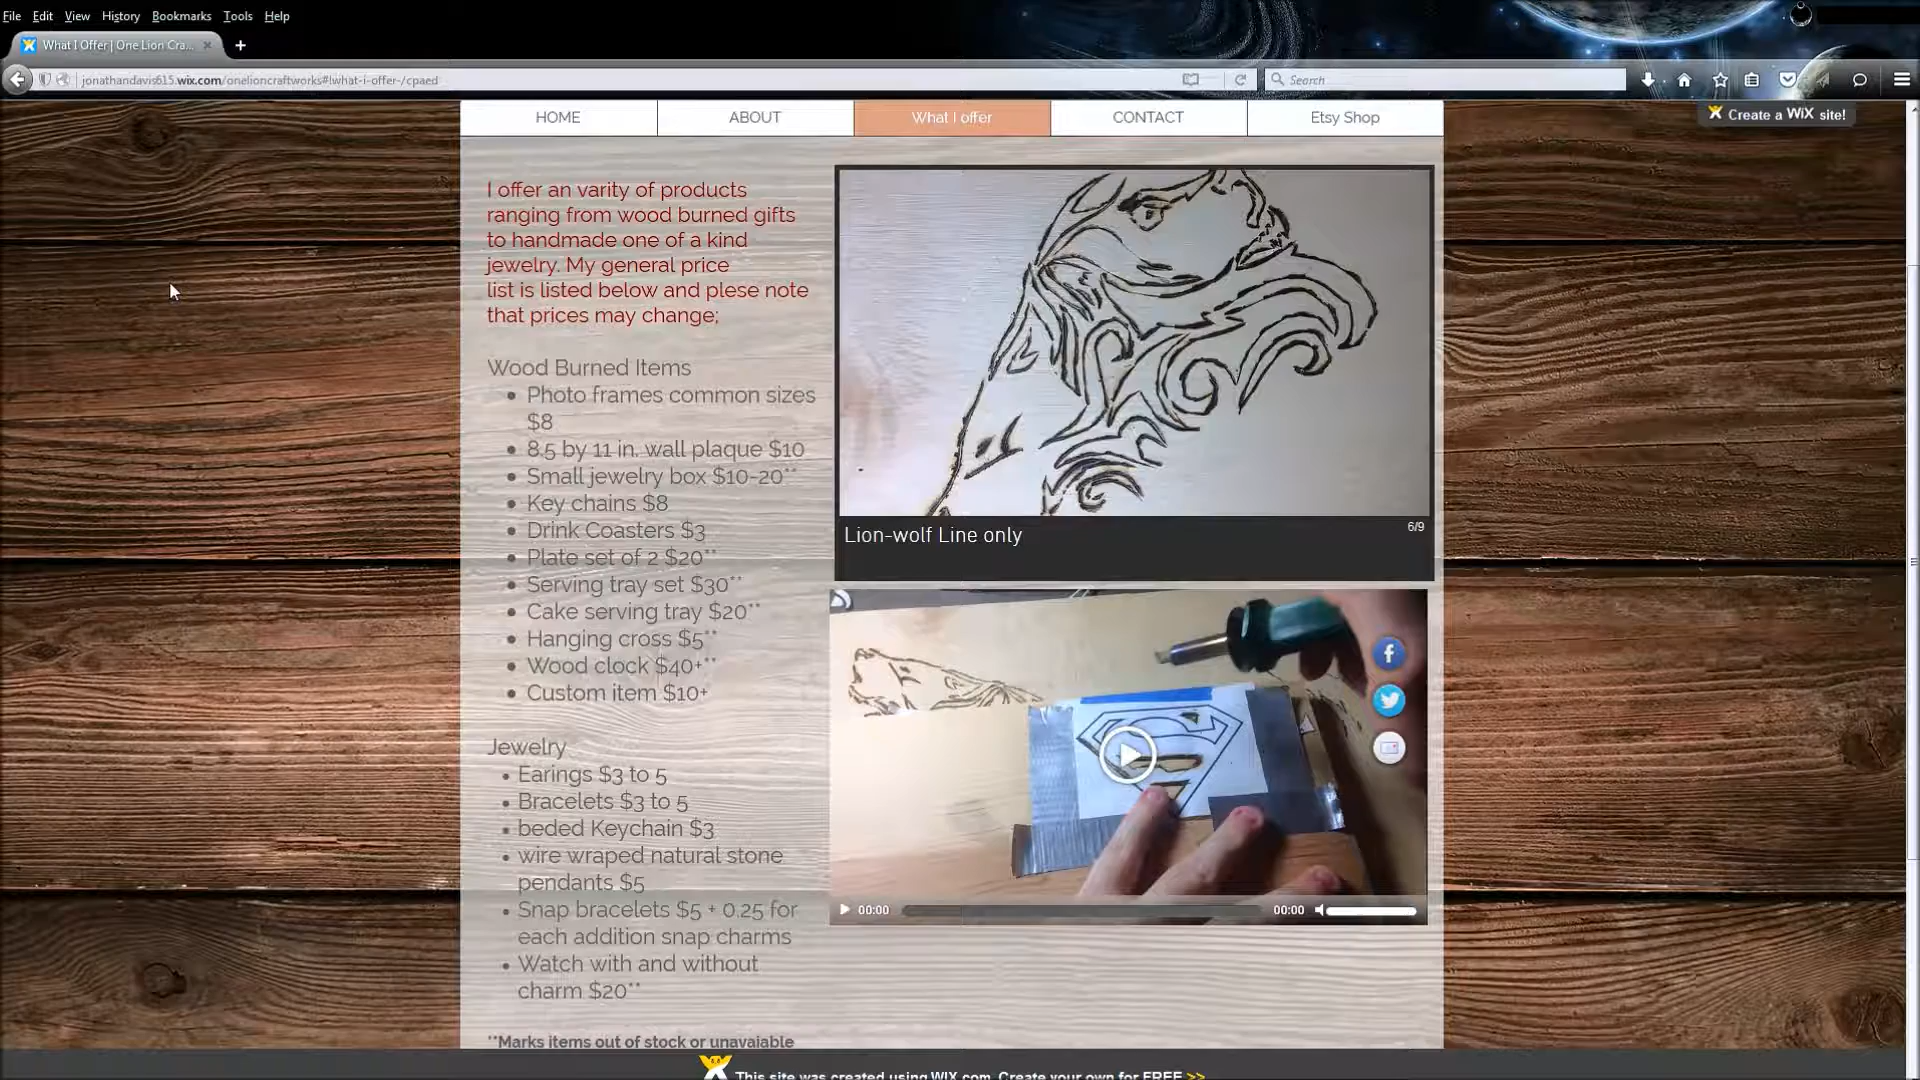 File Edit View History Bookmarks Tools Help
What I Offer | One Lion Cra...
jonathandavis615.wix.com/onelioncraftworks#!what-i-offer-/cpaed
Search
HOME ABOUT What I offer CONTACT Etsy Shop
Create a WiX site!
I offer an varity of products
ranging from wood burned gifts
to handmade one of a kind
jewelry. My general price
list is listed below and plese note
that prices may change;
Wood Burned Items
Photo frames common sizes
$8
8.5 by 11 in. wall plaque $10
Small jewelry box $10-20**
Key chains $8
Drink Coasters $3
Plate set of 2 $20**
Serving tray set $30**
Cake serving tray $20**
Hanging cross $5**
Wood clock $40+**
Custom item $10+
Jewelry
Earings $3 to 5
Bracelets $3 to 5
beded Keychain $3
wire wraped natural stone
pendants $5
Snap bracelets $5 + 0.25 for
each addition snap charms
Watch with and without
charm $20**
**Marks items out of stock or unavaiable
Lion-wolf Line only
6/9
00:00 00:00
This site was created using WIX.com. Create your own for FREE >>